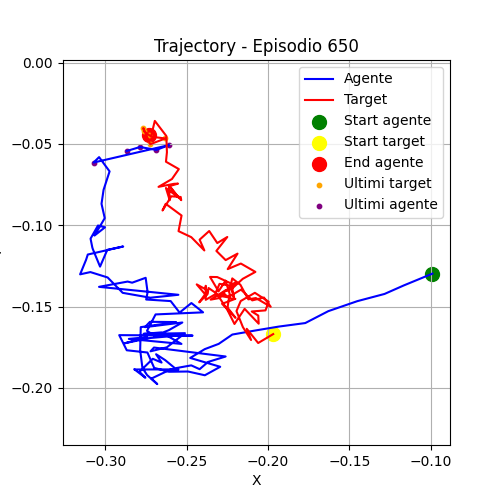 Trajectory - Episodio 650
0.00
−0.05
−0.10
−0.15
−0.20
−0.30
−0.25
−0.20
−0.15
−0.10
X
Agente
Target
Start agente
Start target
End agente
Ultimi target
Ultimi agente